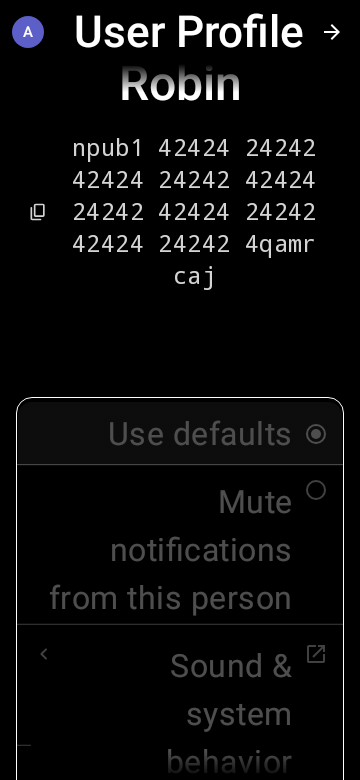 A
User Profile
Robin
npub1 42424 24242
42424 24242 42424
24242 42424 24242
42424 24242 4qamr
caj
Use defaults
Mute
notifications
from this person
Sound &
system
behavior